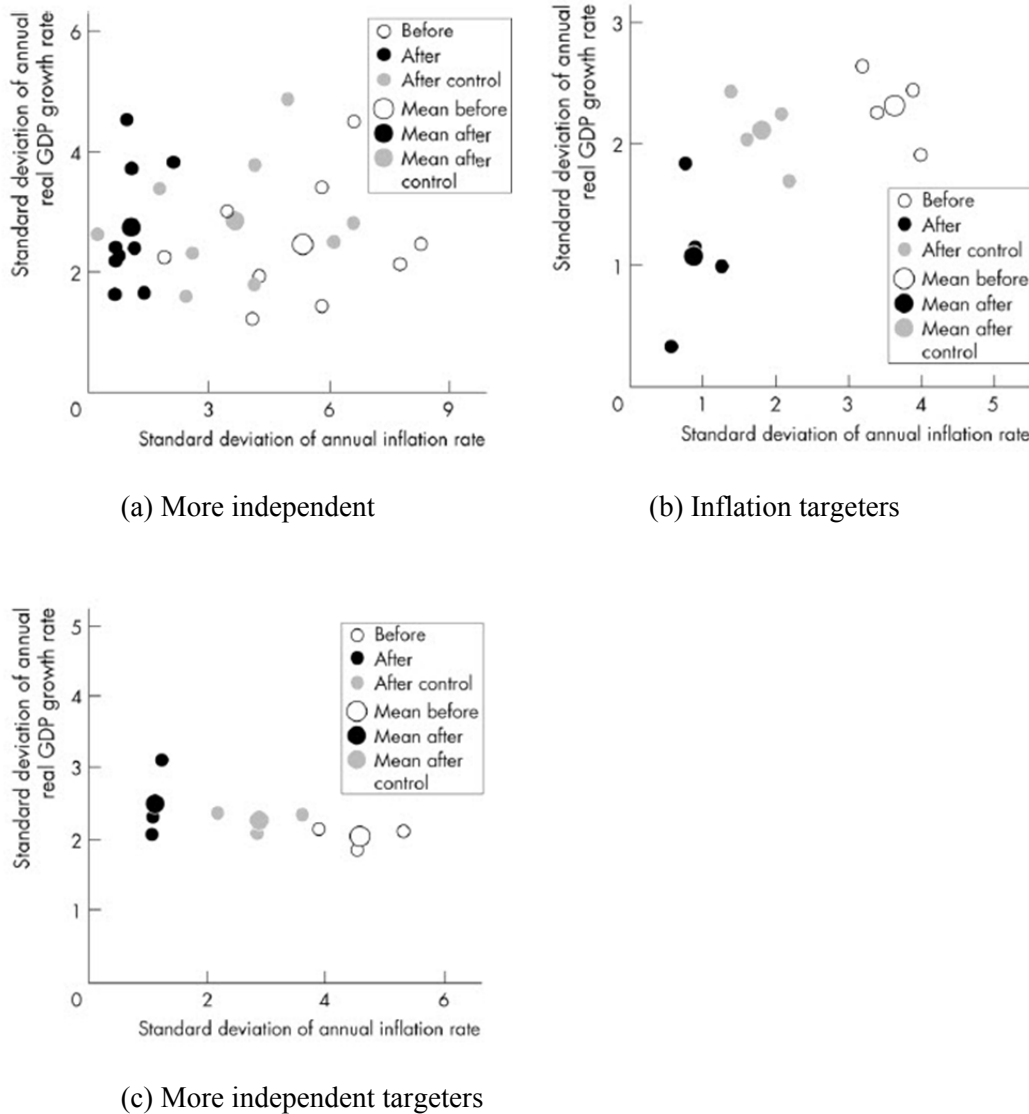 Standard deviation of annual
real GDP growth rate
6
4
2
0
3
6
9
Standard deviation of annual inflation rate
Before
After
After control
Mean before
Mean after
Mean after
control
(a) More independent
Standard deviation of annual
real GDP growth rate
3
2
1
0
1
2
3
4
5
Standard deviation of annual inflation rate
Before
After
After control
Mean before
Mean after
Mean after
control
(b) Inflation targeters
Standard deviation of annual
real GDP growth rate
5
4
3
2
1
0
2
4
6
Standard deviation of annual inflation rate
Before
After
After control
Mean before
Mean after
Mean after
control
(c) More independent targeters